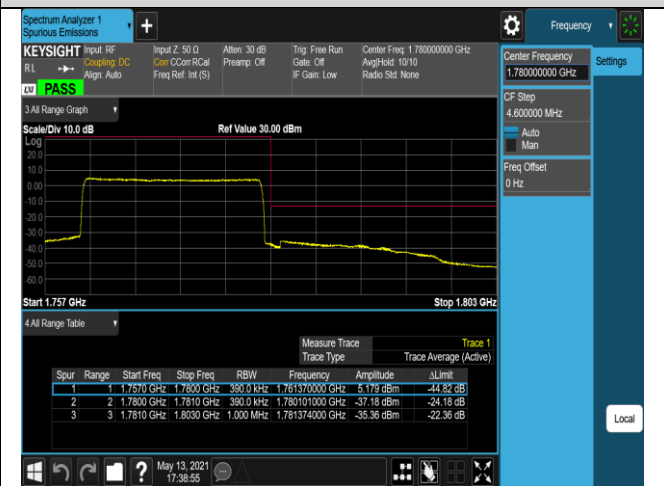 Spectrum Analyzer 1
Spurious Emissions
+
Frequency
KEYSIGHT Input: RF Input Z: 50 Ω Atten: 30 dB Trig: Free Run Center Freq: 1.780000000 GHz
RL Coupling: DC Corr CCorr RCal Preamp: Off Gate: Off Avg|Hold: 10/10
Align: Auto Freq Ref: Int (S) IF Gain: Low Radio Std: None
LXI PASS
Center Frequency
1.780000000 GHz
Settings
CF Step
4.600000 MHz
Auto
Man
Freq Offset
0 Hz
3 All Range Graph
Scale/Div 10.0 dB Ref Value 30.00 dBm
Log
20.0
10.0
0.00
-10.0
-20.0
-30.0
-40.0
-50.0
-60.0
Start 1.757 GHz Stop 1.803 GHz
4 All Range Table
Measure Trace Trace 1
Trace Type Trace Average (Active)
Spur Range Start Freq Stop Freq RBW Frequency Amplitude ΔLimit
1 1 1.7570 GHz 1.7800 GHz 390.0 kHz 1.761370000 GHz 5.179 dBm -44.82 dB
2 2 1.7800 GHz 1.7810 GHz 390.0 kHz 1.780101000 GHz -37.18 dBm -24.18 dB
3 3 1.7810 GHz 1.8030 GHz 1.000 MHz 1.781374000 GHz -35.36 dBm -22.36 dB
Local
?
May 13, 2021
17:38:55